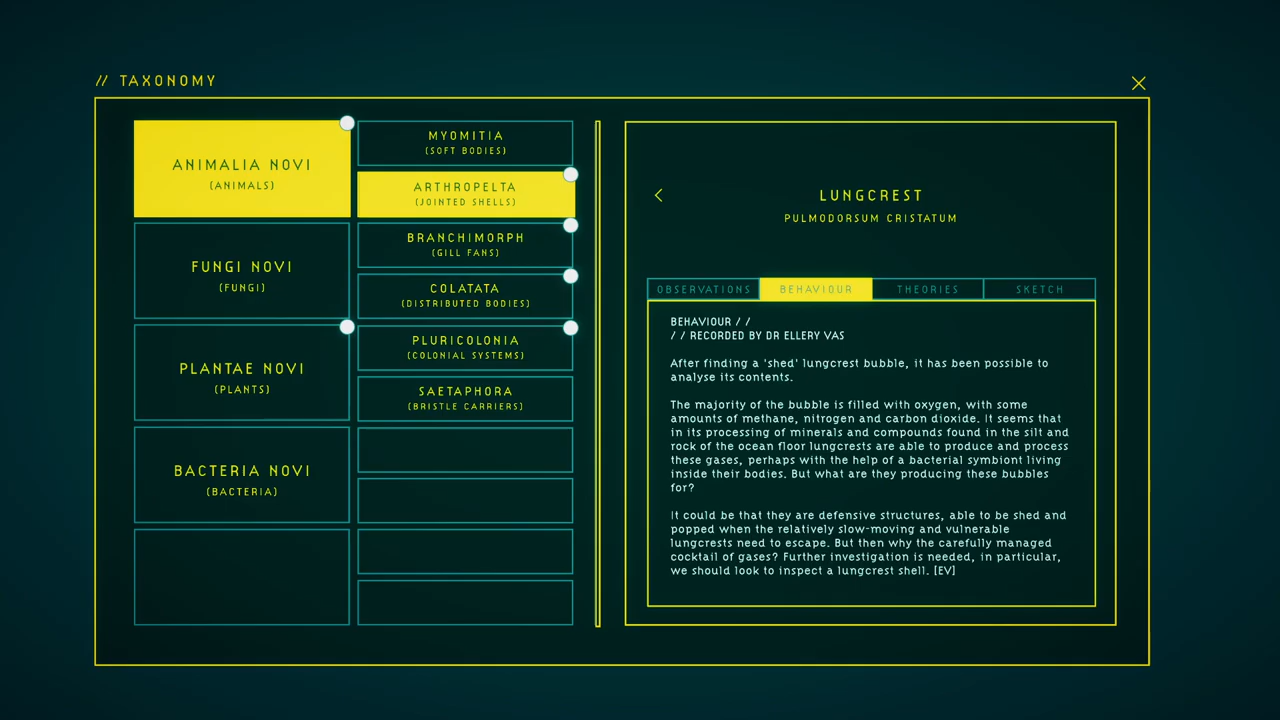 // TAXONOMY
ANIMALIA NOVI
(ANIMALS)
FUNGI NOVI
(FUNGI)
PLANTAE NOVI
(PLANTS)
BACTERIA NOVI
(BACTERIA)
MYOMITIA
(SOFT BODIES)
ARTHROPELTA
(JOINTED SHELLS)
BRANCHIMORPH
(GILL FANS)
COLATATA
(DISTRIBUTED BODIES)
PLURICOLONIA
(COLONIAL SYSTEMS)
SAETAPHORA
(BRISTLE CARRIERS)
LUNGCREST
PULMODORSUM CRISTATUM
OBSERVATIONS
BEHAVIOUR
THEORIES
SKETCH
BEHAVIOUR / /
/ / RECORDED BY DR ELLERY VAS
After finding a 'shed' lungcrest bubble, it has been possible to
analyse its contents.
The majority of the bubble is filled with oxygen, with some
amounts of methane, nitrogen and carbon dioxide. It seems that
in its processing of minerals and compounds found in the silt and
rock of the ocean floor lungcrests are able to produce and process
these gases, perhaps with the help of a bacterial symbiont living
inside their bodies. But what are they producing these bubbles
for?
It could be that they are defensive structures, able to be shed and
popped when the relatively slow-moving and vulnerable
lungcrests need to escape. But then why the carefully managed
cocktail of gases? Further investigation is needed, in particular,
we should look to inspect a lungcrest shell. [EV]